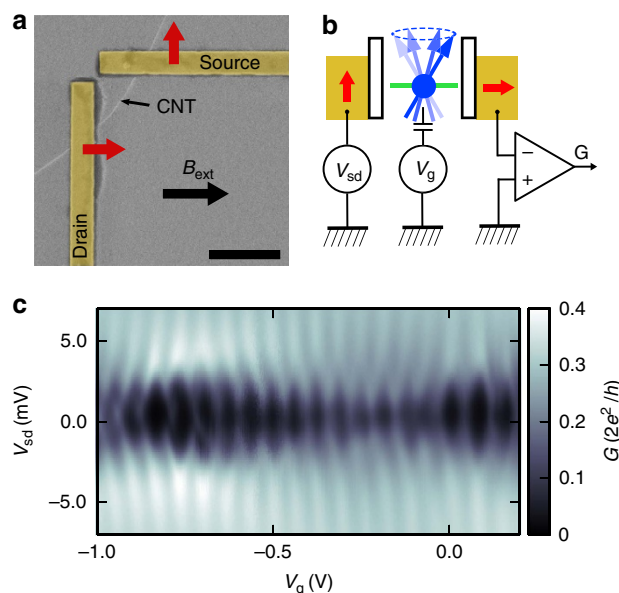 a
Source
CNT
B_ext
Drain
b
V_sd
V_g
G
−
+
c
5.0
0.0
−5.0
V_sd (mV)
−1.0
−0.5
0.0
V_g (V)
0.4
0.3
0.2
0.1
0
G (2e²/h)